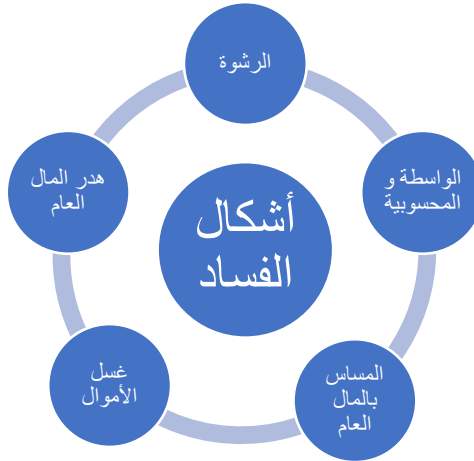 أشكال
الفساد
الرشوة
الواسطة و
المحسوبية
المساس
بالمال
العام
غسل
الأموال
هدر المال
العام